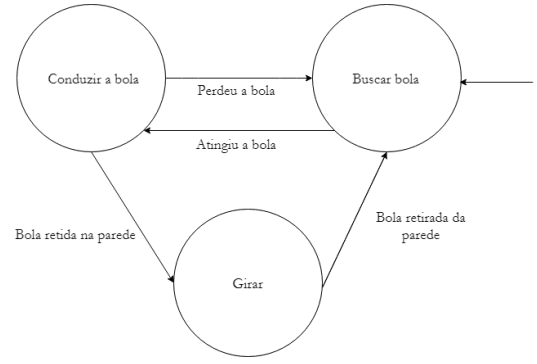 Conduzir a bola
Buscar bola
Perdeu a bola
Atingiu a bola
Bola retida na parede
Bola retirada da
parede
Girar